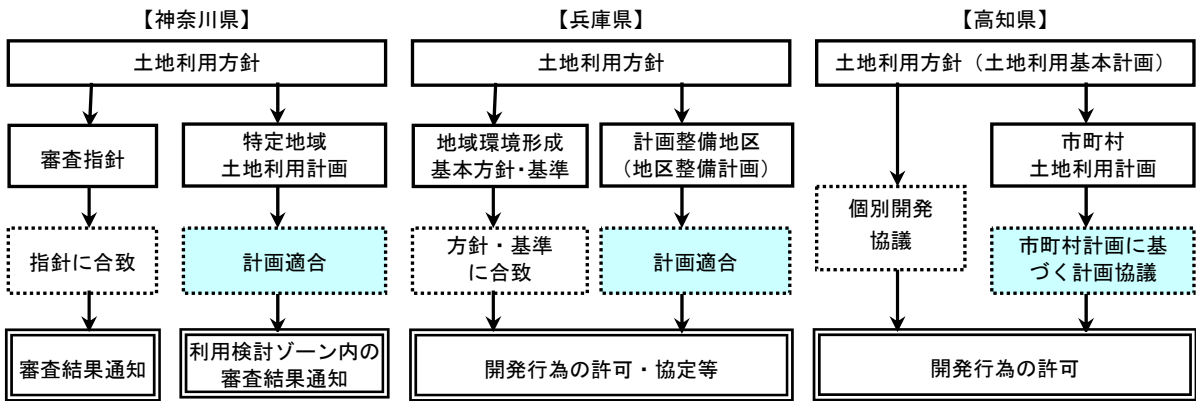 【神奈川県】
土地利用方針
審査指針
特定地域
土地利用計画
指針に合致
計画適合
審査結果通知
利用検討ゾーン内の
審査結果通知
【兵庫県】
土地利用方針
地域環境形成
基本方針・基準
計画整備地区
（地区整備計画）
方針・基準
に合致
計画適合
開発行為の許可・協定等
【高知県】
土地利用方針（土地利用基本計画）
市町村
土地利用計画
個別開発
協議
市町村計画に基
づく計画協議
開発行為の許可